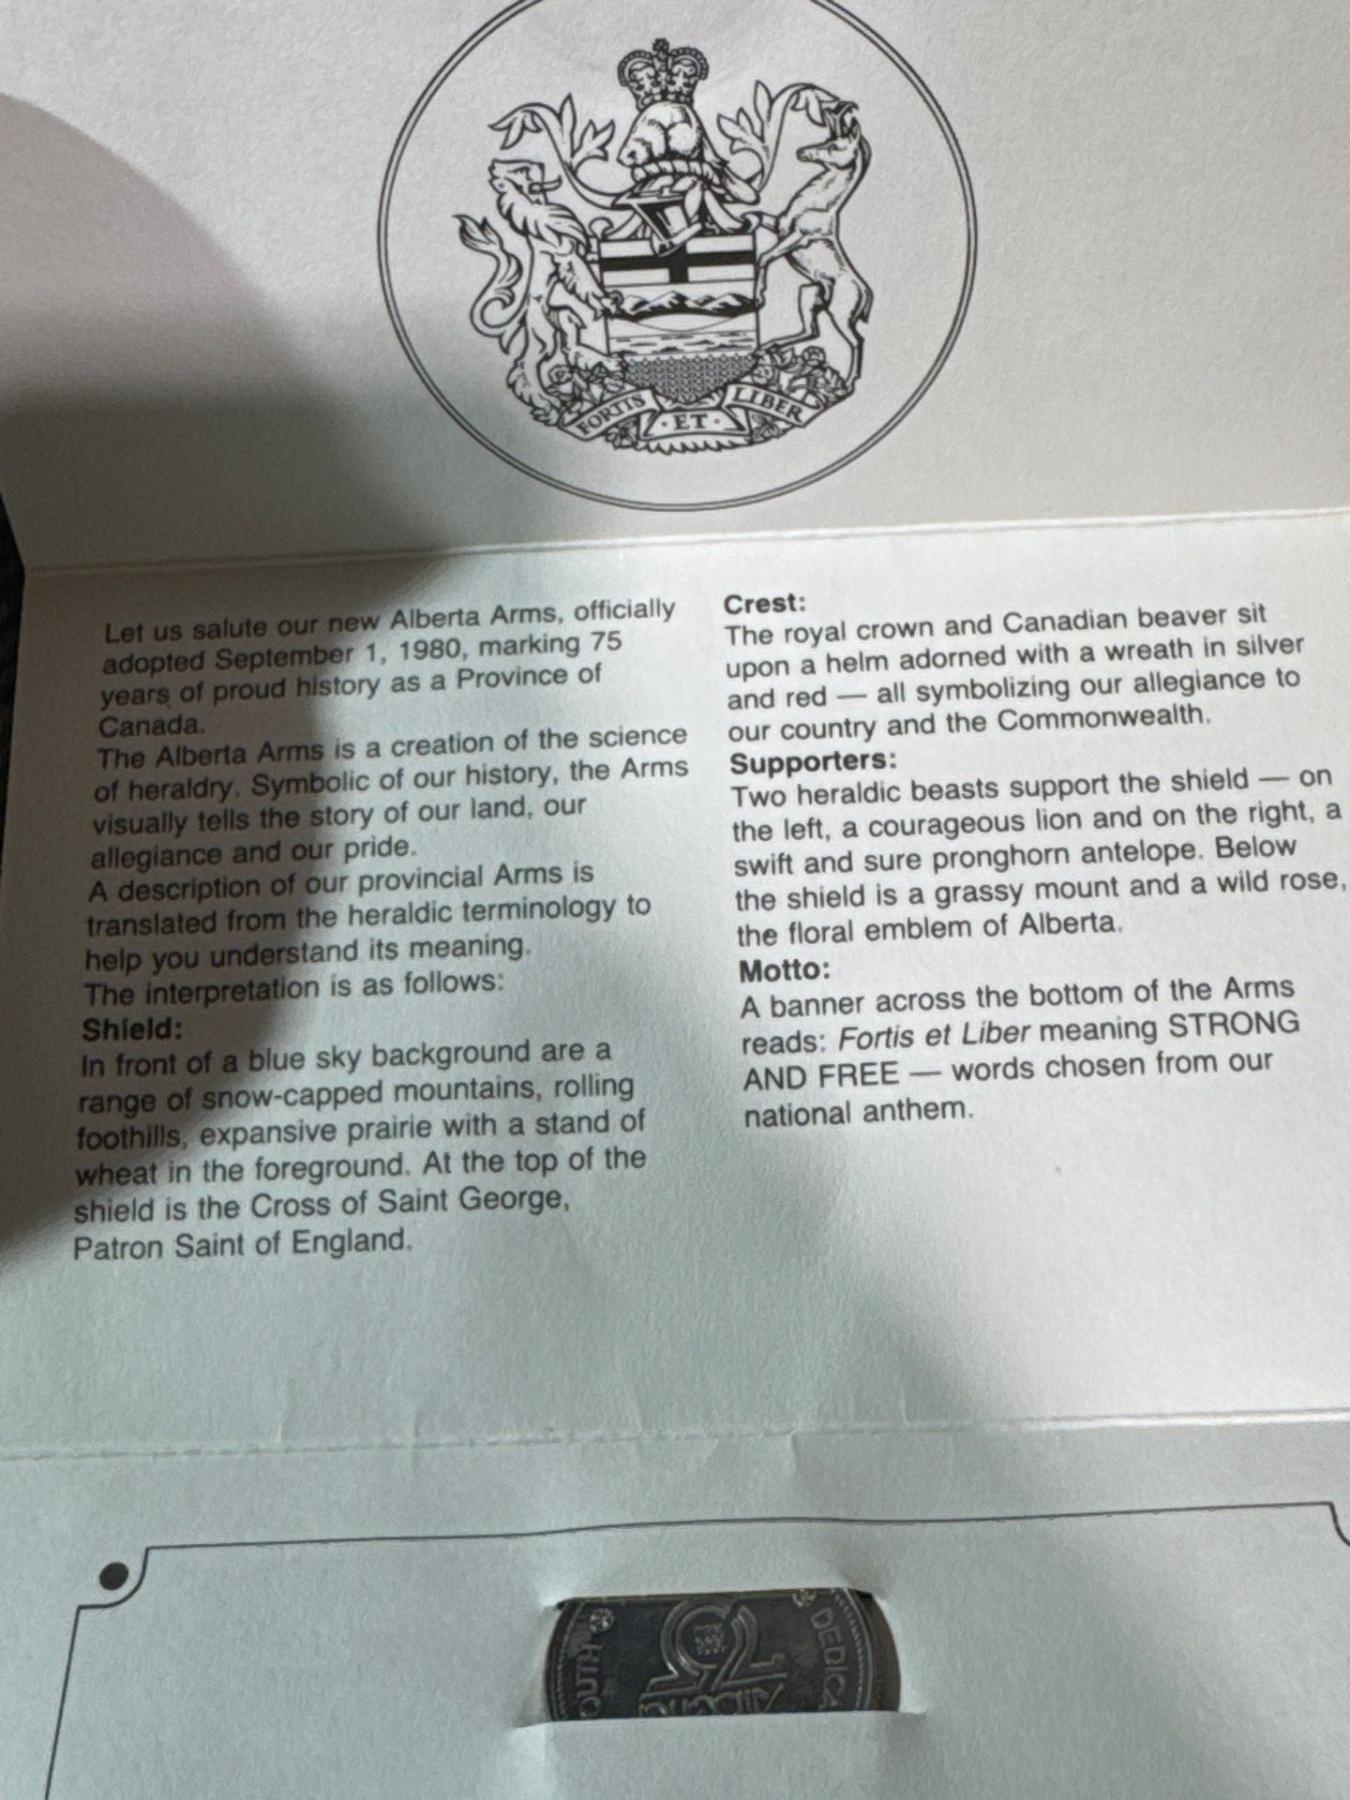 FORTIS ET LIBER
Let us salute our new Alberta Arms, officially
adopted September 1, 1980, marking 75
years of proud history as a Province of
Canada.
The Alberta Arms is a creation of the science
of heraldry. Symbolic of our history, the Arms
visually tells the story of our land, our
allegiance and our pride.
A description of our provincial Arms is
translated from the heraldic terminology to
help you understand its meaning.
The interpretation is as follows:
Shield:
In front of a blue sky background are a
range of snow-capped mountains, rolling
foothills, expansive prairie with a stand of
wheat in the foreground. At the top of the
shield is the Cross of Saint George,
Patron Saint of England.
Crest:
The royal crown and Canadian beaver sit
upon a helm adorned with a wreath in silver
and red — all symbolizing our allegiance to
our country and the Commonwealth.
Supporters:
Two heraldic beasts support the shield — on
the left, a courageous lion and on the right, a
swift and sure pronghorn antelope. Below
the shield is a grassy mount and a wild rose,
the floral emblem of Alberta.
Motto:
A banner across the bottom of the Arms
reads: Fortis et Liber meaning STRONG
AND FREE — words chosen from our
national anthem.
OUTH
DEDICA